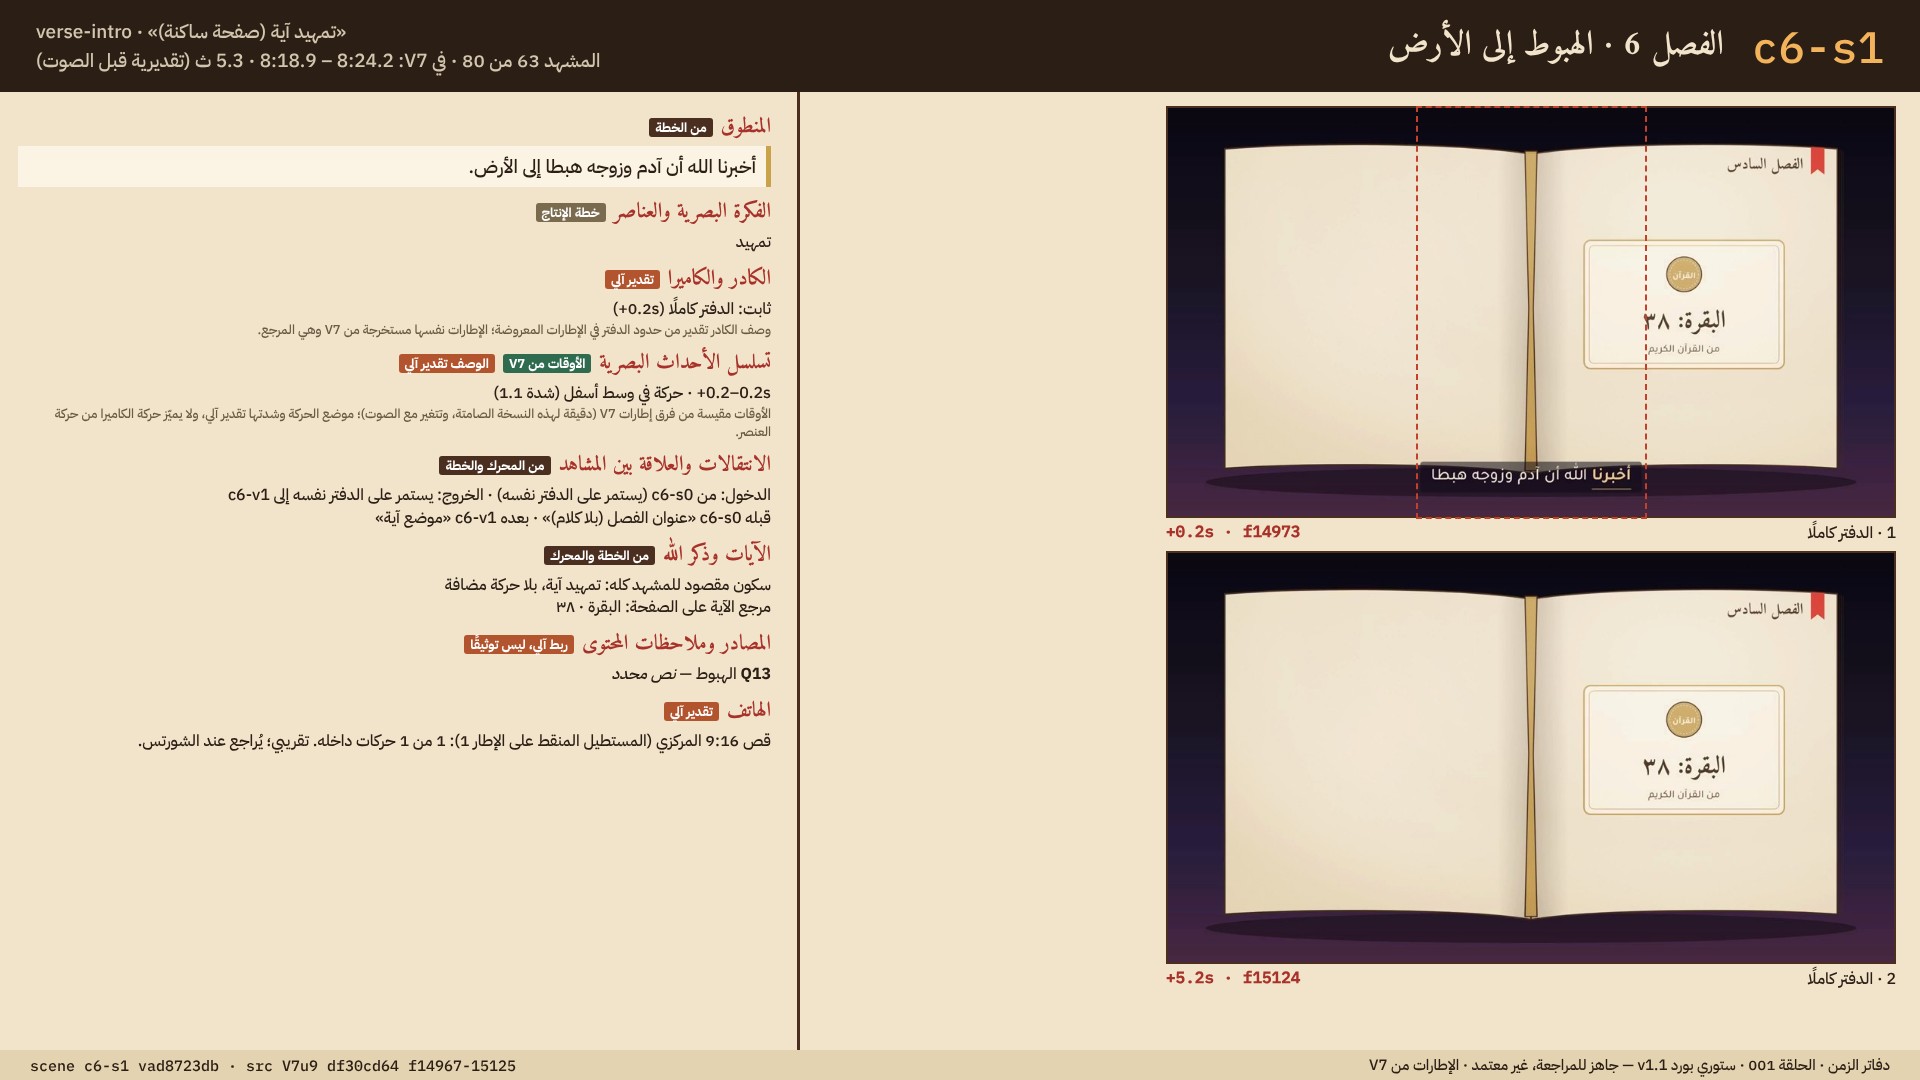 c6-s1 الفصل 6 · الهبوط إلى الأرض
verse-intro · «تمهيد آية (صفحة ساكنة)»
المشهد 63 من 80 · في V7: 8:18.9 – 8:24.2 · 5.3 ث (تقديرية قبل الصوت)
الفصل السادس
القرآن
البقرة: ٣٨
من القرآن الكريم
أخبرنا الله أن آدم وزوجه هبطا
1 · الدفتر كاملًا
+0.2s · f14973
الفصل السادس
القرآن
البقرة: ٣٨
من القرآن الكريم
2 · الدفتر كاملًا
+5.2s · f15124
المنطوق من الخطة
أخبرنا الله أن آدم وزوجه هبطا إلى الأرض.
الفكرة البصرية والعناصر خطة الإنتاج
تمهيد
الكادر والكاميرا تقدير آلي
ثابت: الدفتر كاملًا (+0.2s)
وصف الكادر تقدير من حدود الدفتر في الإطارات المعروضة؛ الإطارات نفسها مستخرجة من V7 وهي المرجع.
تسلسل الأحداث البصرية الأوقات من V7 الوصف تقدير آلي
+0.2–0.2s · حركة في وسط أسفل (شدة 1.1)
الأوقات مقيسة من فرق إطارات V7 (دقيقة لهذه النسخة الصامتة، وتتغير مع الصوت)؛ موضع الحركة وشدتها تقدير آلي، ولا يميّز حركة الكاميرا من حركة
العنصر.
الانتقالات والعلاقة بين المشاهد من المحرك والخطة
الدخول: من c6-s0 (يستمر على الدفتر نفسه) · الخروج: يستمر على الدفتر نفسه إلى c6-v1
قبله c6-s0 «عنوان الفصل (بلا كلام)» · بعده c6-v1 «موضع آية»
الآيات وذكر الله من الخطة والمحرك
سكون مقصود للمشهد كله: تمهيد آية، بلا حركة مضافة
مرجع الآية على الصفحة: البقرة · ٣٨
المصادر وملاحظات المحتوى ربط آلي، ليس توثيقًا
Q13 الهبوط — نص محدد
الهاتف تقدير آلي
قص 9:16 المركزي (المستطيل المنقط على الإطار 1): 1 من 1 حركات داخله. تقريبي؛ يُراجع عند الشورتس.
دفاتر الزمن · الحلقة 001 · ستوري بورد v1.1 — جاهز للمراجعة، غير معتمد · الإطارات من V7
scene c6-s1 vad8723db · src V7u9 df30cd64 f14967-15125